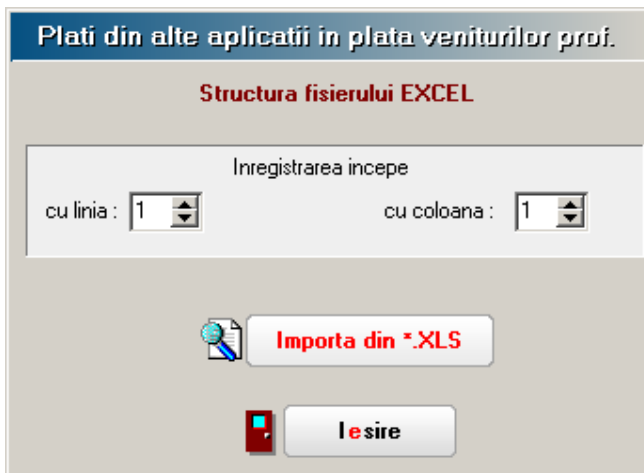 Plati din alte aplicatii in plata veniturilor prof.
Structura fisierului EXCEL
Inregistrarea incepe
cu linia : 1 cu coloana : 1
Importa din *.XLS
Iesire